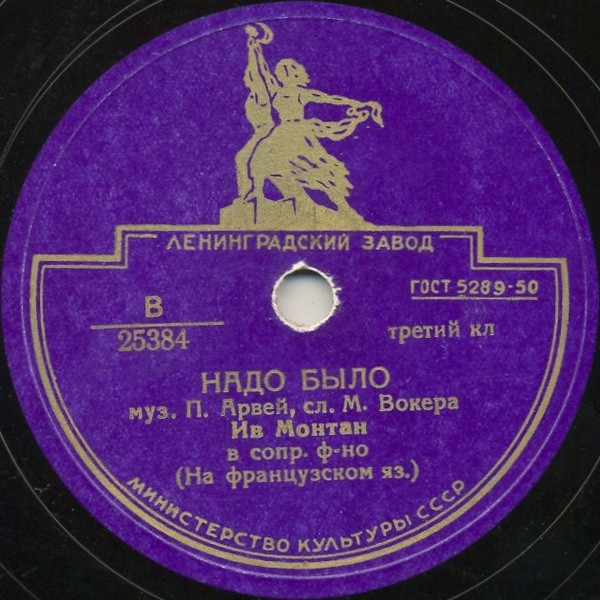 ЛЕНИНГРАДСКИЙ ЗАВОД
ГОСТ 5289-50
В
25384
третий кл
НАДО БЫЛО
муз. П. Арвей, сл. М. Вокера
Ив Монтан
в сопр. ф-но
(На французском яз.)
МИНИСТЕРСТВО КУЛЬТУРЫ СССР